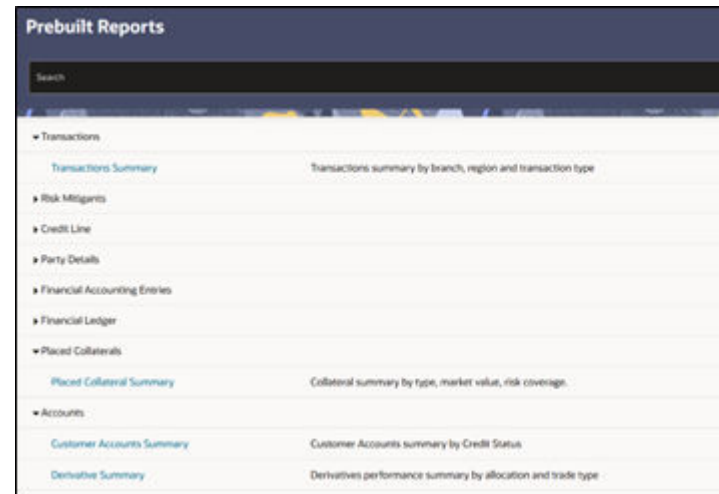 Prebuilt Reports
Search
Transactions
Transactions Summary Transactions summary by branch, region and transaction type
Risk Mitigants
Credit Line
Party Details
Financial Accounting Entries
Financial Ledger
Placed Collaterals
Placed Collateral Summary Collateral summary by type, market value, risk coverage.
Accounts
Customer Accounts Summary Customer Accounts summary by Credit Status
Derivative Summary Derivatives performance summary by allocation and trade type